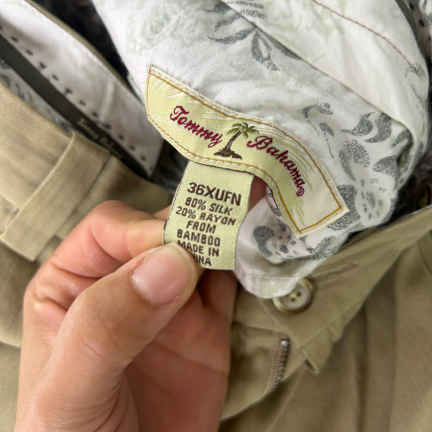 Tommy Bahama®
36XUFN
80% SILK
20% RAYON
FROM
BAMBOO
MADE IN